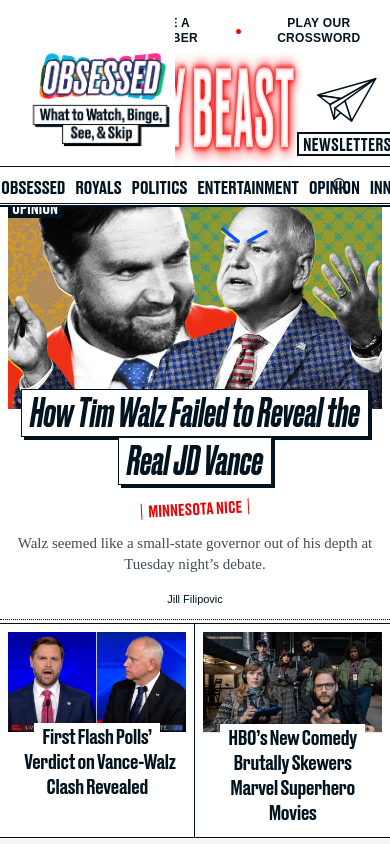 E A
BER
PLAY OUR
CROSSWORD
OBSESSED
What to Watch, Binge,
See, & Skip
Y BEAST
NEWSLETTERS
OBSESSED ROYALS POLITICS ENTERTAINMENT OPINION INN
OPINION
How Tim Walz Failed to Reveal the
Real JD Vance
MINNESOTA NICE
Walz seemed like a small-state governor out of his depth at
Tuesday night’s debate.
Jill Filipovic
First Flash Polls’
Verdict on Vance-Walz
Clash Revealed
HBO’s New Comedy
Brutally Skewers
Marvel Superhero
Movies